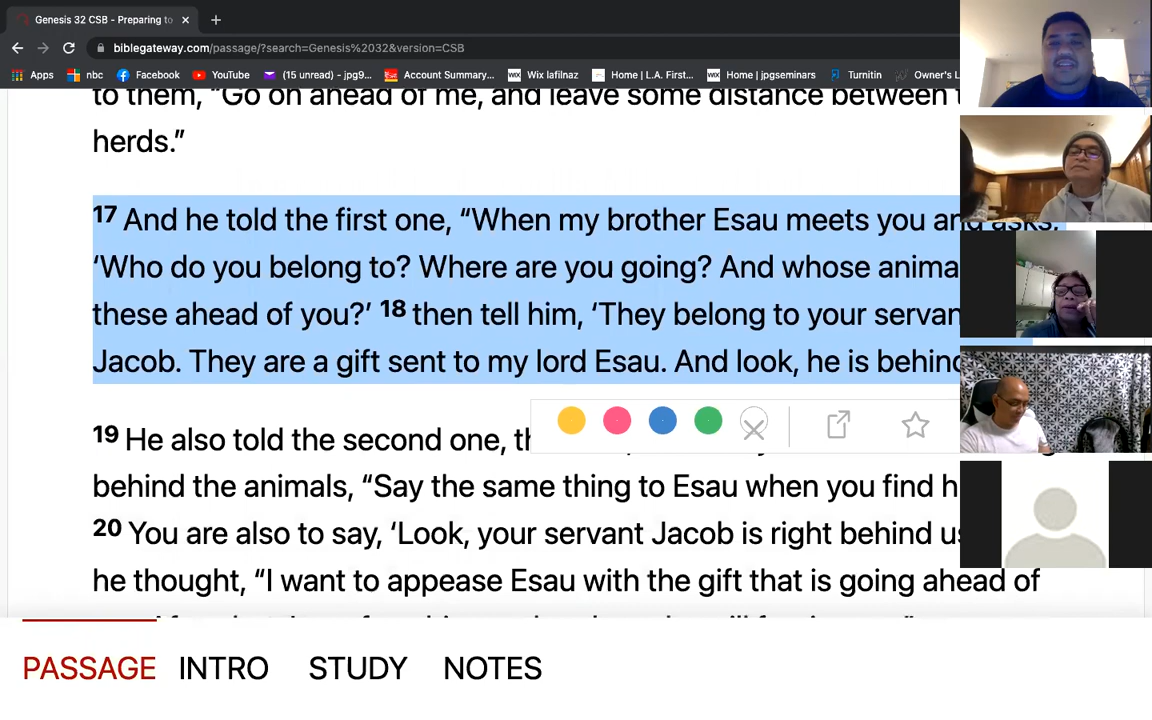 Genesis 32 CSB - Preparing to
biblegateway.com/passage/?search=Genesis%2032&version=CSB
Apps nbc Facebook YouTube (15 unread) - jpg9... Account Summary... Wix lafilnaz Home | L.A. First... Home | jpgseminars Turnitin Owner's L
to them, “Go on ahead of me, and leave some distance between
herds.”
17 And he told the first one, “When my brother Esau meets you and asks,
‘Who do you belong to? Where are you going? And whose anima
these ahead of you?’ 18 then tell him, ‘They belong to your servan
Jacob. They are a gift sent to my lord Esau. And look, he is behind
19 He also told the second one,
behind the animals, “Say the same thing to Esau when you find h
20 You are also to say, ‘Look, your servant Jacob is right behind us
he thought, “I want to appease Esau with the gift that is going ahead of
PASSAGE INTRO STUDY NOTES